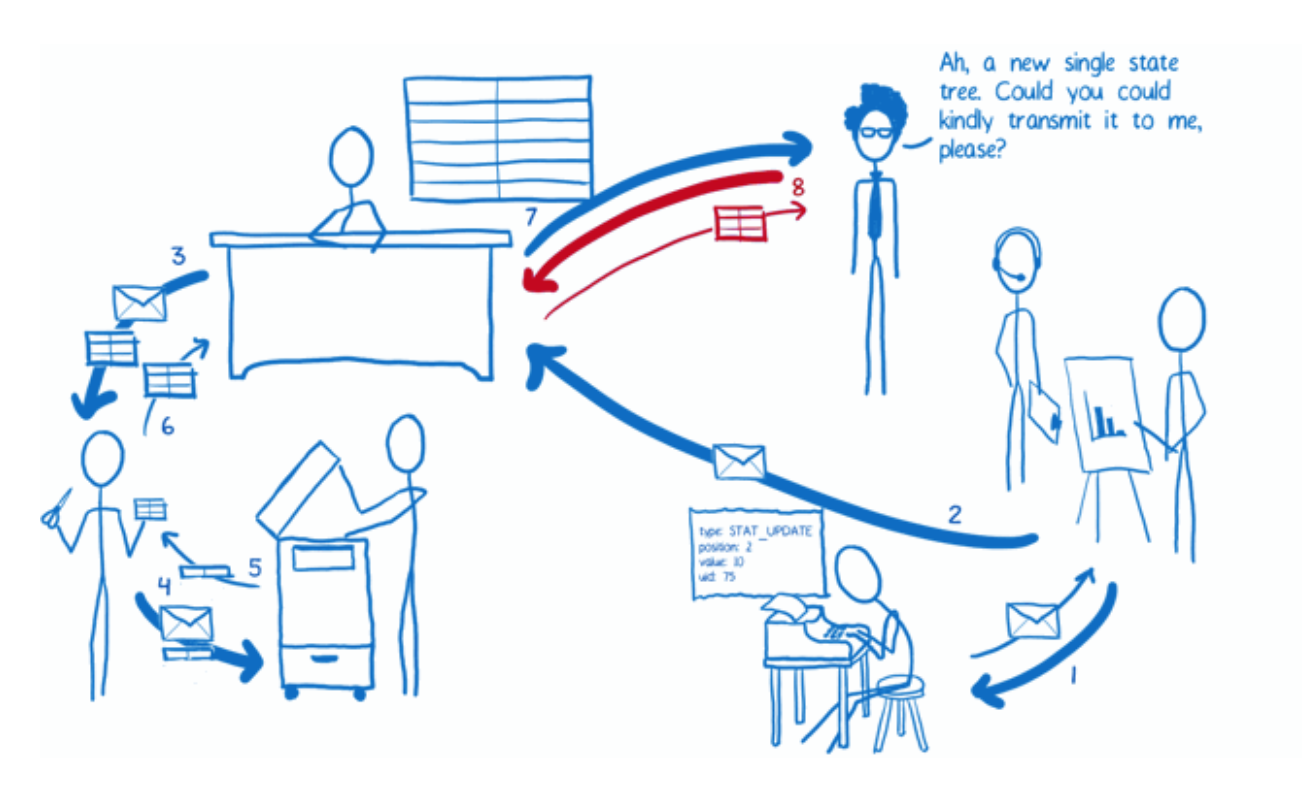 Ah, a new single state
tree. Could you could
kindly transmit it to me,
please?
7
8
3
6
2
type: STAT_UPDATE
position: 2
value: 10
uid: 75
5
4
1